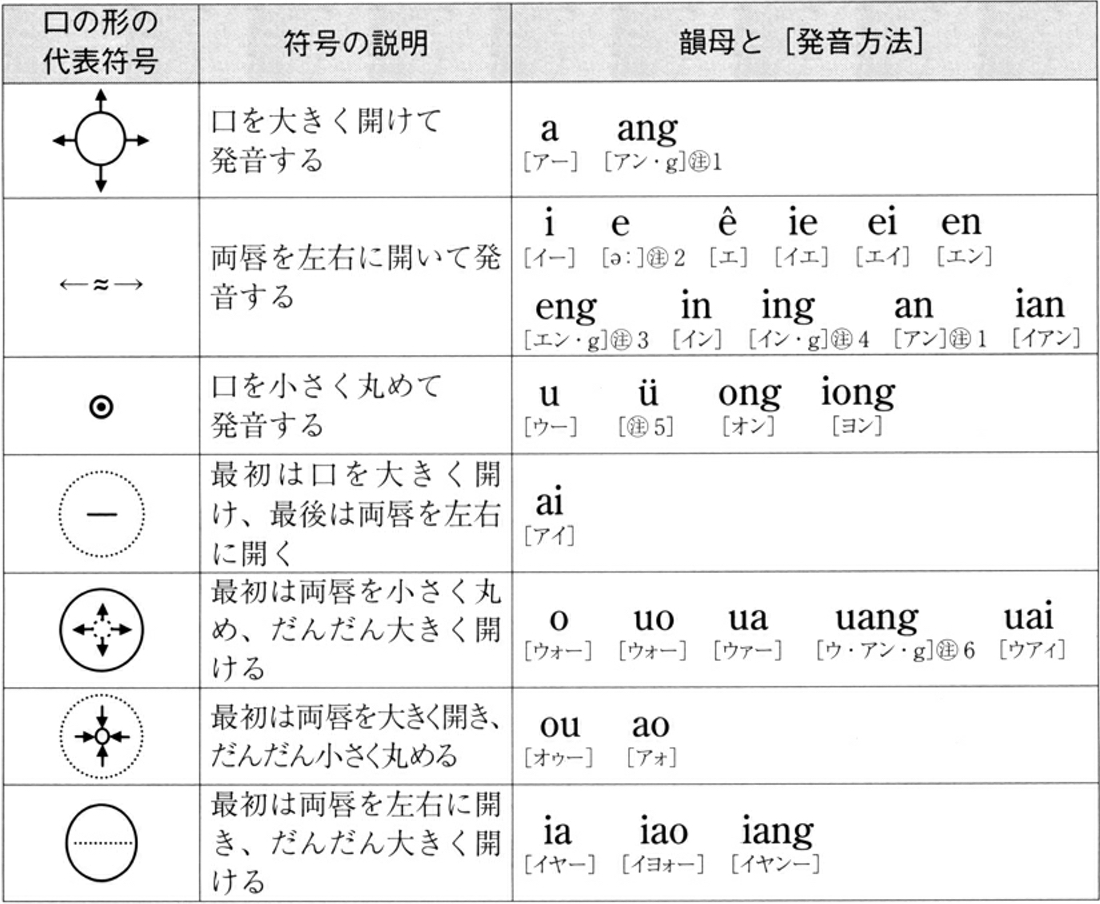 口の形の
代表符号
符号の説明
韻母と［発音方法］
口を大きく開けて
発音する
a ang
［アー］ ［アン・g］㊟1
←≈→
両唇を左右に開いて発
音する
i e ê ie ei en
［イー］ ［ə：］㊟2 ［エ］ ［イエ］ ［エイ］ ［エン］
eng in ing an ian
［エン・g］㊟3 ［イン］ ［イン・g］㊟4 ［アン］㊟1 ［イアン］
口を小さく丸めて
発音する
u ü ong iong
［ウー］ ［㊟5］ ［オン］ ［ヨン］
最初は口を大きく開
け、最後は両唇を左右
に開く
ai
［アイ］
最初は両唇を小さく丸
め、だんだん大きく開
ける
o uo ua uang uai
［ウォー］ ［ウォー］ ［ウァー］ ［ウ・アン・g］㊟6 ［ウアィ］
最初は両唇を大きく開き、
だんだん小さく丸める
ou ao
［オゥー］ ［アォ］
最初は両唇を左右に開
き、だんだん大きく開
ける
ia iao iang
［イヤー］ ［イヨォー］ ［イヤンー］